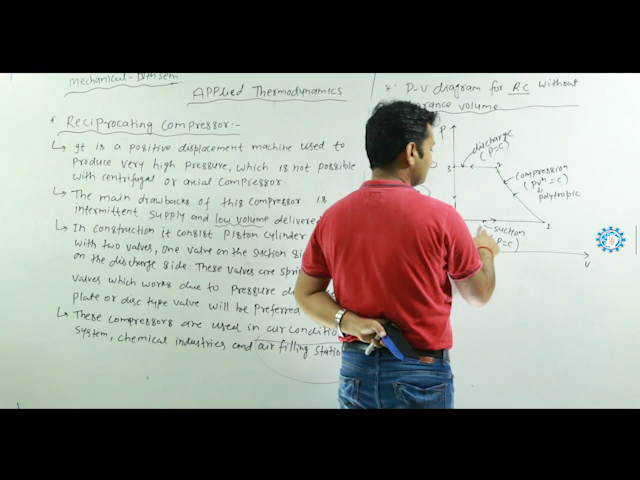 Mechanical - IVth sem
APPlied Thermodynamics
* Reciprocating Compressor:-
↳ It is a positive displacement machine used to
produce very high pressure, which is not possible
with centrifugal or axial compressor.
↳ The main drawbacks of this compressor is
intermittent supply and low volume delivered
↳ In construction it consist Piston cylinder
with two valves, one valve on the suction
on the discharge side. These valves are
valves which works due to pressure
plate or disc type valve will be preferred
↳ These compressors are used in air condition
system, chemical industries and air filling station
* P-V diagram for RC without
volume
P
discharge
(P=C)
3
2
compression
(PVⁿ = C)
polytropic
1
suction
P=C)
V